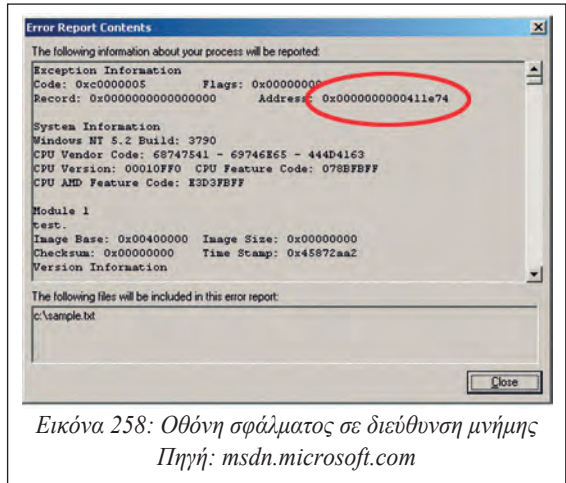 Error Report Contents
The following information about your process will be reported:
Exception Information
Code: 0xc0000005 Flags: 0x00000000
Record: 0x0000000000000000 Address: 0x0000000000411e74
System Information
Windows NT 5.2 Build: 3790
CPU Vendor Code: 68747541 - 69746E65 - 444D4163
CPU Version: 00010FF0 CPU Feature Code: 078BFBFF
CPU AMD Feature Code: E3D3FBFF
Module 1
test.
Image Base: 0x00400000 Image Size: 0x00000000
Checksum: 0x00000000 Time Stamp: 0x45872aa2
Version Information
The following files will be included in this error report:
c:\sample.txt
Close
Εικόνα 258: Οθόνη σφάλματος σε διεύθυνση μνήμης
Πηγή: msdn.microsoft.com